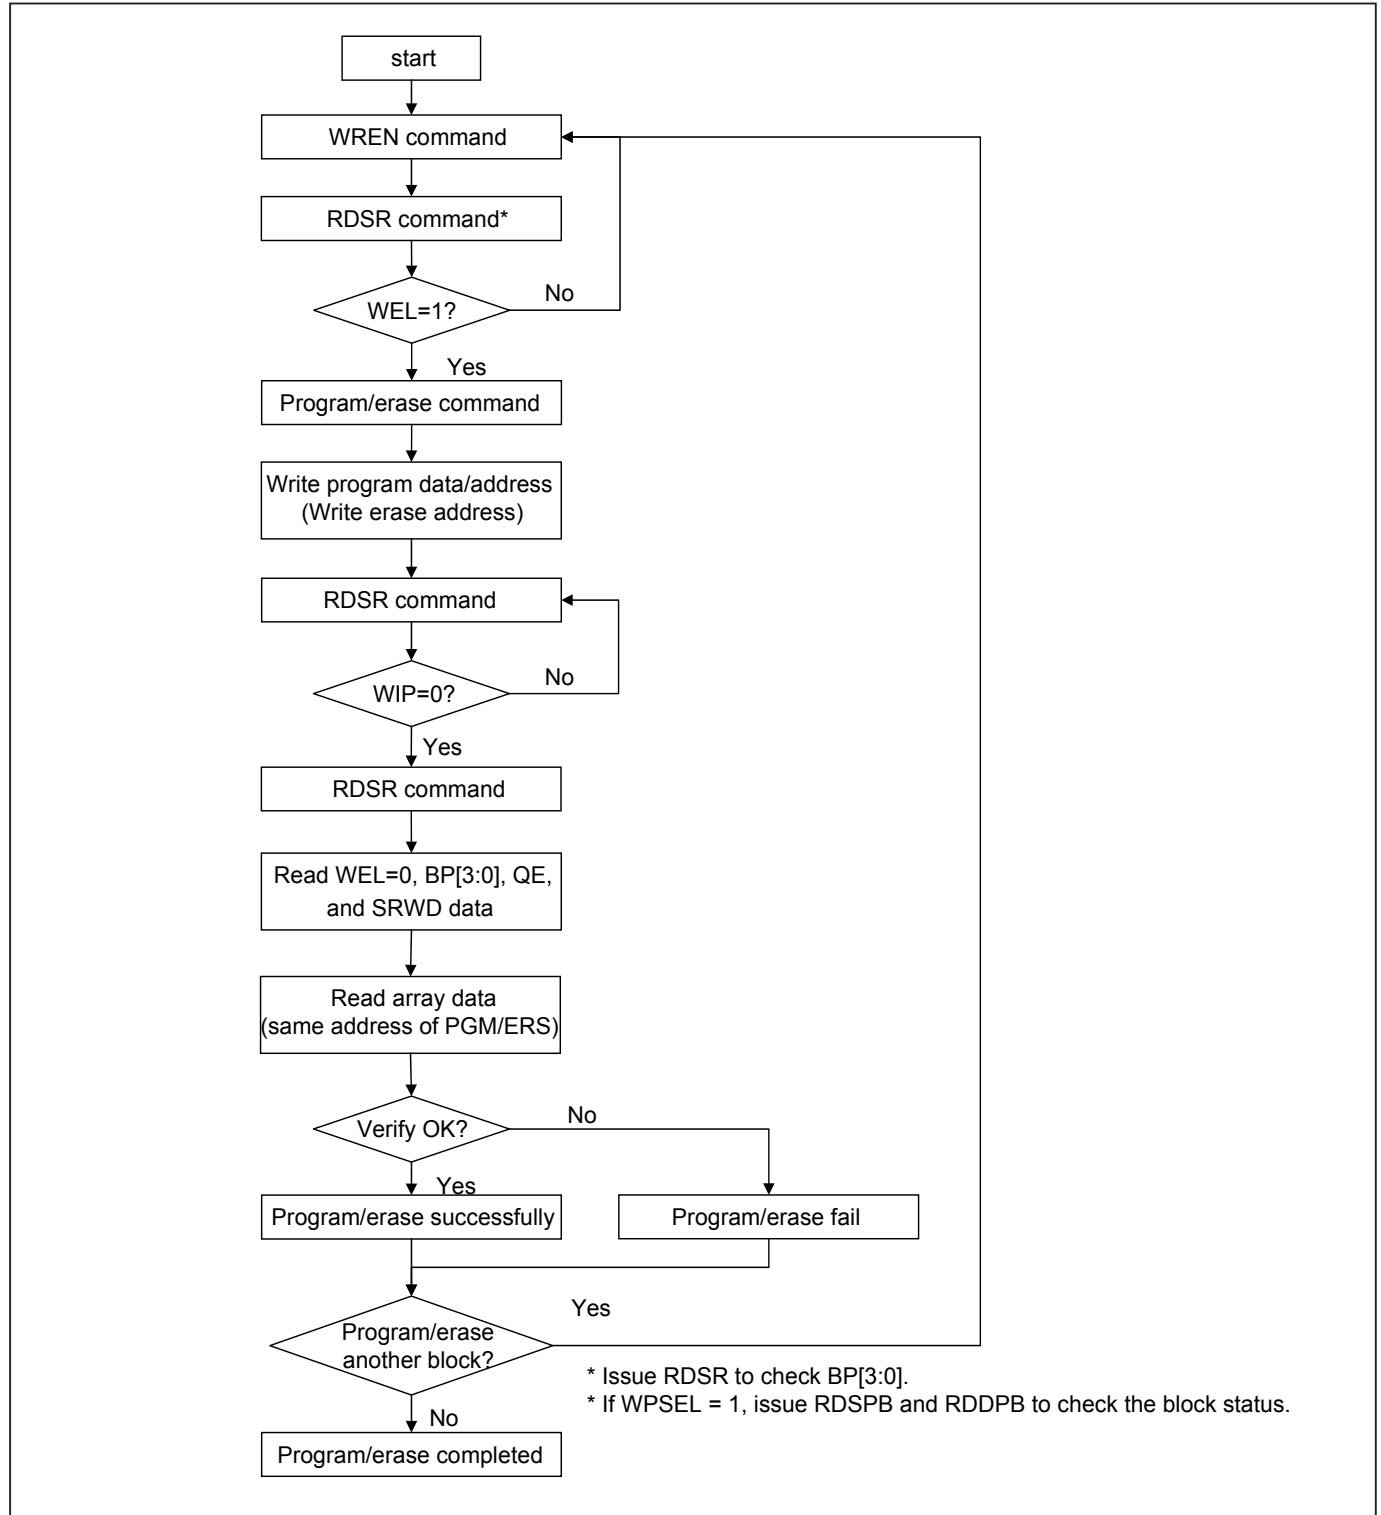 start
WREN command
RDSR command*
WEL=1?
No
Yes
Program/erase command
Write program data/address
(Write erase address)
RDSR command
WIP=0?
No
Yes
RDSR command
Read WEL=0, BP[3:0], QE,
and SRWD data
Read array data
(same address of PGM/ERS)
Verify OK?
No
Yes
Program/erase successfully
Program/erase fail
Yes
Program/erase
another block?
* Issue RDSR to check BP[3:0].
* If WPSEL = 1, issue RDSPB and RDDPB to check the block status.
No
Program/erase completed